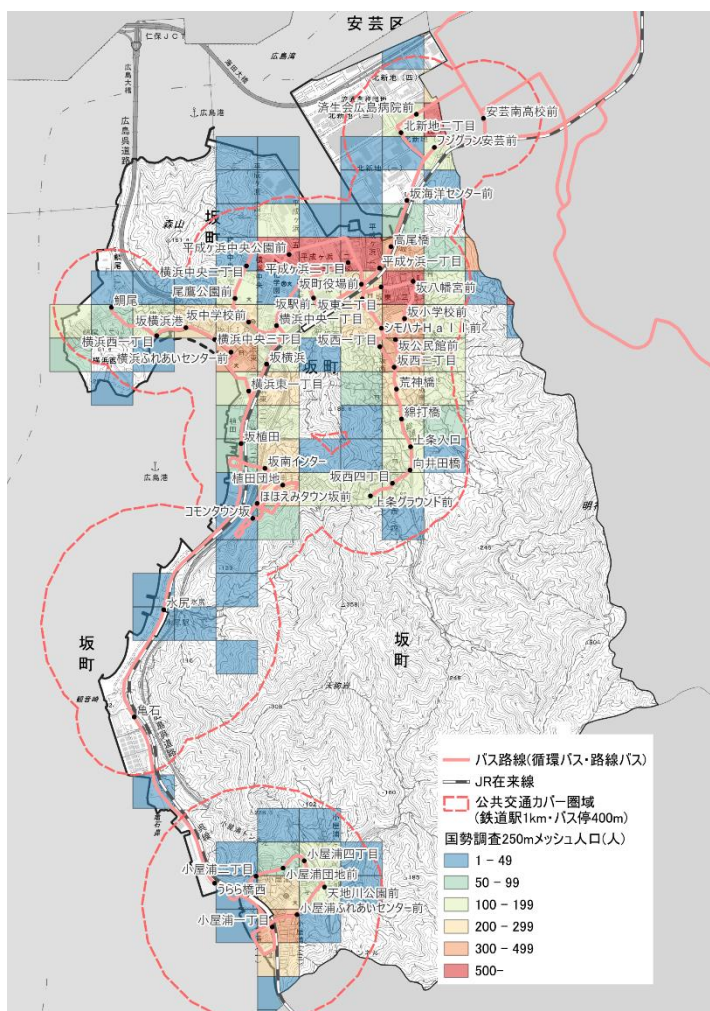 安芸区
仁保JC
海田大橋
広島湾
広島大橋
広島港
広島呉道路
北新地(四)
済生会広島病院前
安芸南高校前
北新地二丁目
フジグラン安芸前
北新地(一)
坂海洋センター前
森山
坂町
高尾橋
平成ヶ浜中央公園前
平成ヶ浜一丁目
平成ヶ浜二丁目
横浜中央二丁目
坂町役場前
坂八幡宮前
尾鷹公園前
坂駅前
坂東二丁目
鯛尾
坂中学校前
横浜中央一丁目
坂小学校前
坂横浜港
シモハナHall前
横浜中央三丁目
坂西一丁目
坂公民館前
横浜西一丁目
横浜ふれあいセンター前
坂横浜
坂町
坂西二丁目
荒神橋
横浜東一丁目
綿打橋
坂植田
上条入口
広島港
坂南インター
向井田橋
植田団地
坂西四丁目
ほほえみタウン坂前
上条グラウンド前
コモンタウン坂
水尻
坂町
坂町
観音崎
亀石
小屋浦四丁目
小屋浦二丁目
小屋浦団地前
うらら橋西
天地川公園前
小屋浦ふれあいセンター前
小屋浦一丁目
バス路線(循環バス・路線バス)
JR在来線
公共交通カバー圏域
(鉄道駅1km・バス停400m)
国勢調査250mメッシュ人口(人)
1 - 49
50 - 99
100 - 199
200 - 299
300 - 499
500-